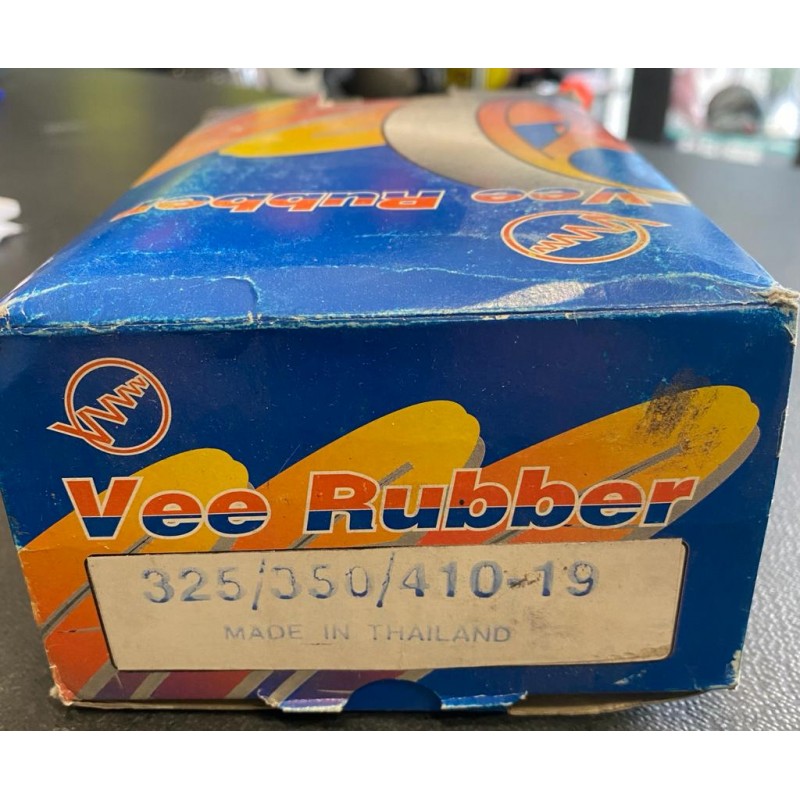 Vee Rubber
Vee Rubber
325/350/410-19
MADE IN THAILAND